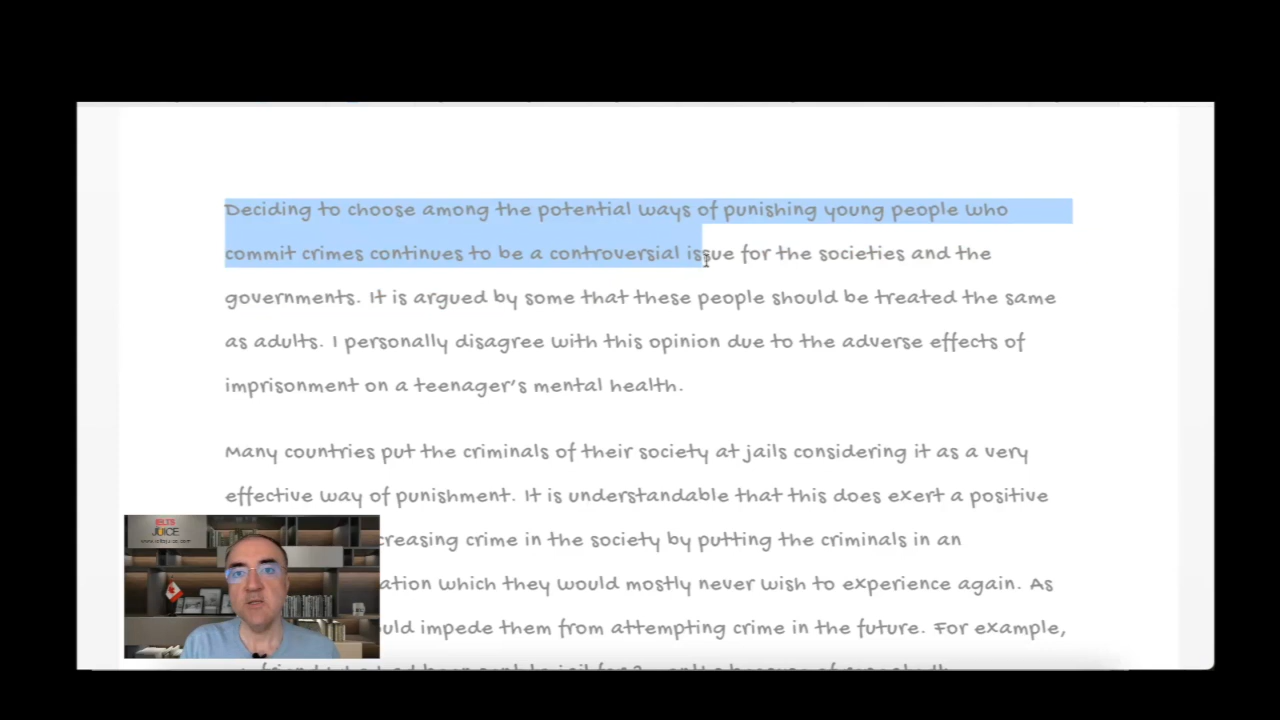 Deciding to choose among the potential ways of punishing young people who
commit crimes continues to be a controversial issue for the societies and the
governments. It is argued by some that these people should be treated the same
as adults. I personally disagree with this opinion due to the adverse effects of
imprisonment on a teenager's mental health.
Many countries put the criminals of their society at jails considering it as a very
effective way of punishment. It is understandable that this does exert a positive
creasing crime in the society by putting the criminals in an
ation which they would mostly never wish to experience again. As
uld impede them from attempting crime in the future. For example,
IELTS
JUICE
www.ieltsjuice.com